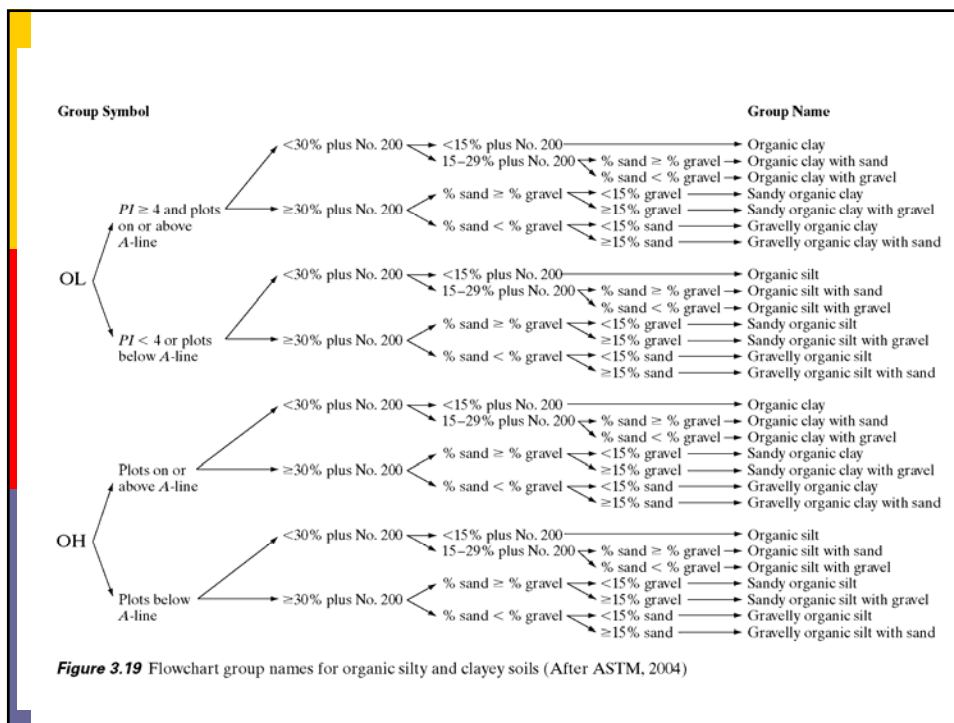 Group Symbol Group Name
<30% plus No. 200 <15% plus No. 200 Organic clay
15–29% plus No. 200 % sand ≥ % gravel Organic clay with sand
% sand < % gravel Organic clay with gravel
% sand ≥ % gravel <15% gravel Sandy organic clay
PI ≥ 4 and plots ≥30% plus No. 200 ≥15% gravel Sandy organic clay with gravel
on or above % sand < % gravel <15% sand Gravelly organic clay
A-line ≥15% sand Gravelly organic clay with sand
OL
<30% plus No. 200 <15% plus No. 200 Organic silt
15–29% plus No. 200 % sand ≥ % gravel Organic silt with sand
% sand < % gravel Organic silt with gravel
% sand ≥ % gravel <15% gravel Sandy organic silt
PI < 4 or plots ≥30% plus No. 200 ≥15% gravel Sandy organic silt with gravel
below A-line % sand < % gravel <15% sand Gravelly organic silt
≥15% sand Gravelly organic silt with sand
<30% plus No. 200 <15% plus No. 200 Organic clay
15–29% plus No. 200 % sand ≥ % gravel Organic clay with sand
% sand < % gravel Organic clay with gravel
% sand ≥ % gravel <15% gravel Sandy organic clay
Plots on or ≥30% plus No. 200 ≥15% gravel Sandy organic clay with gravel
above A-line % sand < % gravel <15% sand Gravelly organic clay
≥15% sand Gravelly organic clay with sand
OH
<30% plus No. 200 <15% plus No. 200 Organic silt
15–29% plus No. 200 % sand ≥ % gravel Organic silt with sand
% sand < % gravel Organic silt with gravel
% sand ≥ % gravel <15% gravel Sandy organic silt
Plots below ≥30% plus No. 200 ≥15% gravel Sandy organic silt with gravel
A-line % sand < % gravel <15% sand Gravelly organic silt
≥15% sand Gravelly organic silt with sand
Figure 3.19 Flowchart group names for organic silty and clayey soils (After ASTM, 2004)